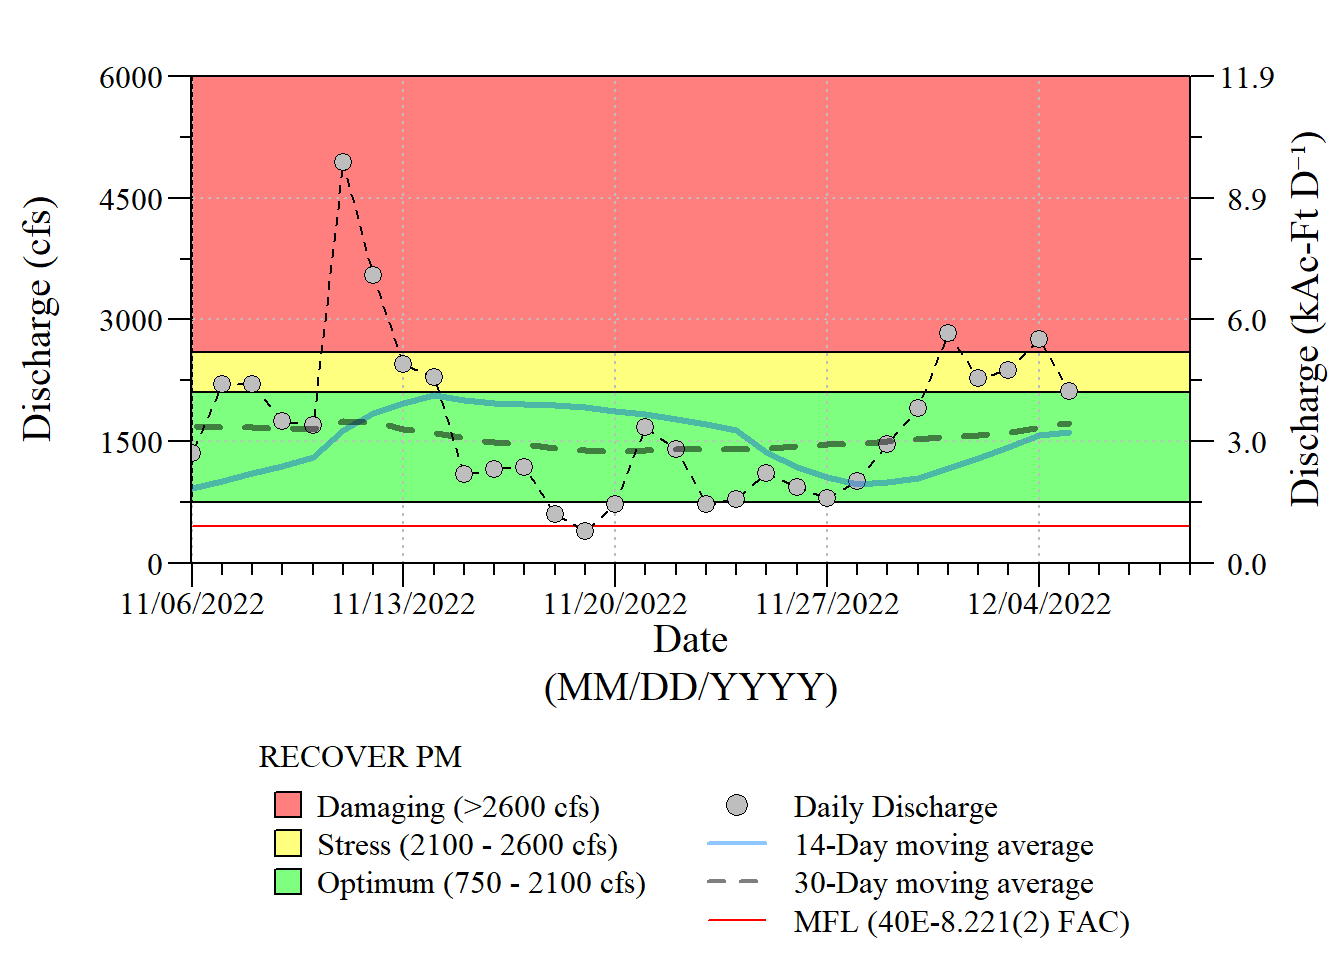 6000
4500
3000
1500
0
11.9
8.9
6.0
3.0
0.0
Discharge (cfs)
Discharge (kAc-Ft D⁻¹)
11/06/2022 11/13/2022 11/20/2022 11/27/2022 12/04/2022
Date
(MM/DD/YYYY)
RECOVER PM
Damaging (>2600 cfs)
Stress (2100 - 2600 cfs)
Optimum (750 - 2100 cfs)
Daily Discharge
14-Day moving average
30-Day moving average
MFL (40E-8.221(2) FAC)